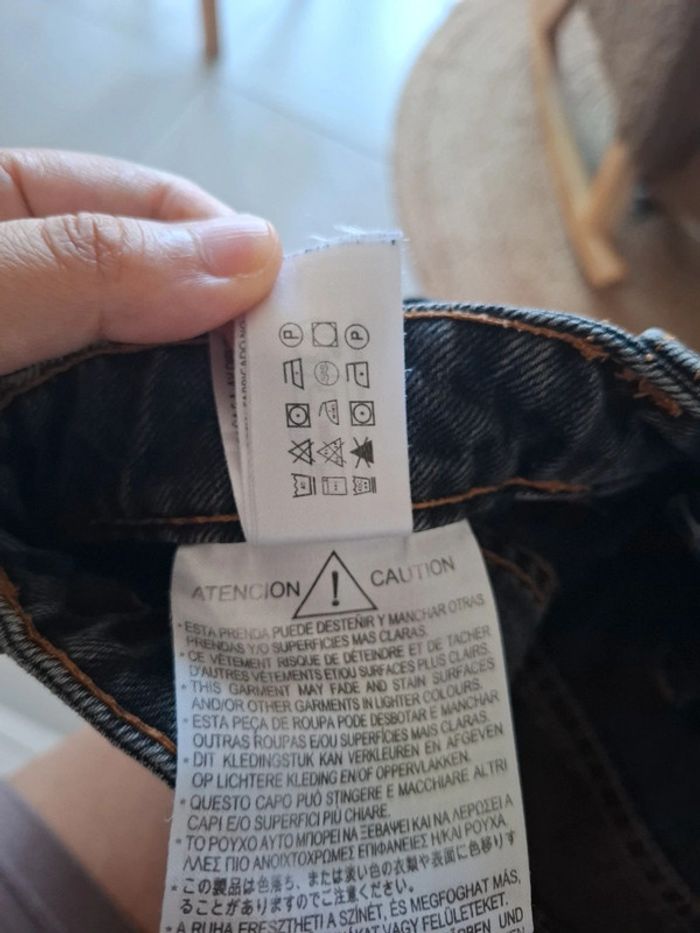 ATENCION CAUTION
• ESTA PRENDA PUEDE DESTEÑIR Y MANCHAR OTRAS
PRENDAS Y/O SUPERFICIES MAS CLARAS.
• CE VÊTEMENT RISQUE DE DÉTEINDRE ET DE TACHER
D'AUTRES VÊTEMENTS ET/OU SURFACES PLUS CLAIRS.
• THIS GARMENT MAY FADE AND STAIN SURFACES
AND/OR OTHER GARMENTS IN LIGHTER COLOURS.
• ESTA PEÇA DE ROUPA PODE DESBOTAR E MANCHAR
OUTRAS ROUPAS E/OU SUPERFÍCIES MAIS CLARAS.
• DIT KLEDINGSTUK KAN VERKLEUREN EN AFGEVEN
OP LICHTERE KLEDING EN/OF OPPERVLAKKEN.
• QUESTO CAPO PUÓ STINGERE E MACCHIARE ALTRI
CAPI E/O SUPERFICI PIÙ CHIARE.
• ΤΟ ΡΟΥΧΟ ΑΥΤΟ ΜΠΟΡΕΙ ΝΑ ΞΕΒΑΨΕΙ ΚΑΙ ΝΑ ΛΕΡΩΣΕΙ Α
ΛΛΕΣ ΠΙΟ ΑΝΟΙΧΤΟΧΡΩΜΕΣ ΕΠΙΦΑΝΕΙΕΣ Η/ΚΑΙ ΡΟΥΧΑ.
• この製品は色落ち、または淡い色の衣類や表面に色移りす
ることがありますのでご注意ください。
• A RUHA ERESZTHETI A SZÍNÉT, ÉS MEGFOGHAT MÁS,
VAGY FELÜLETEKET.
UND